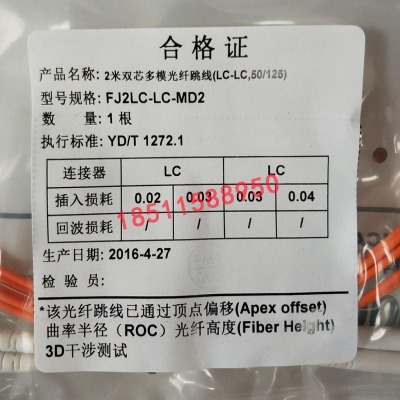 合格证
产品名称: 2米双芯多模光纤跳线(LC-LC,50/125)
型号规格: FJ2LC-LC-MD2
数 量: 1根
执行标准: YD/T 1272.1
连接器 LC LC
插入损耗 0.02 0.03 0.03 0.04
回波损耗 / / / /
18511588950
生产日期: 2016-4-27
检 验 员:
*该光纤跳线已通过顶点偏移(Apex offset)
曲率半径（ROC）光纤高度(Fiber Height)
3D干涉测试